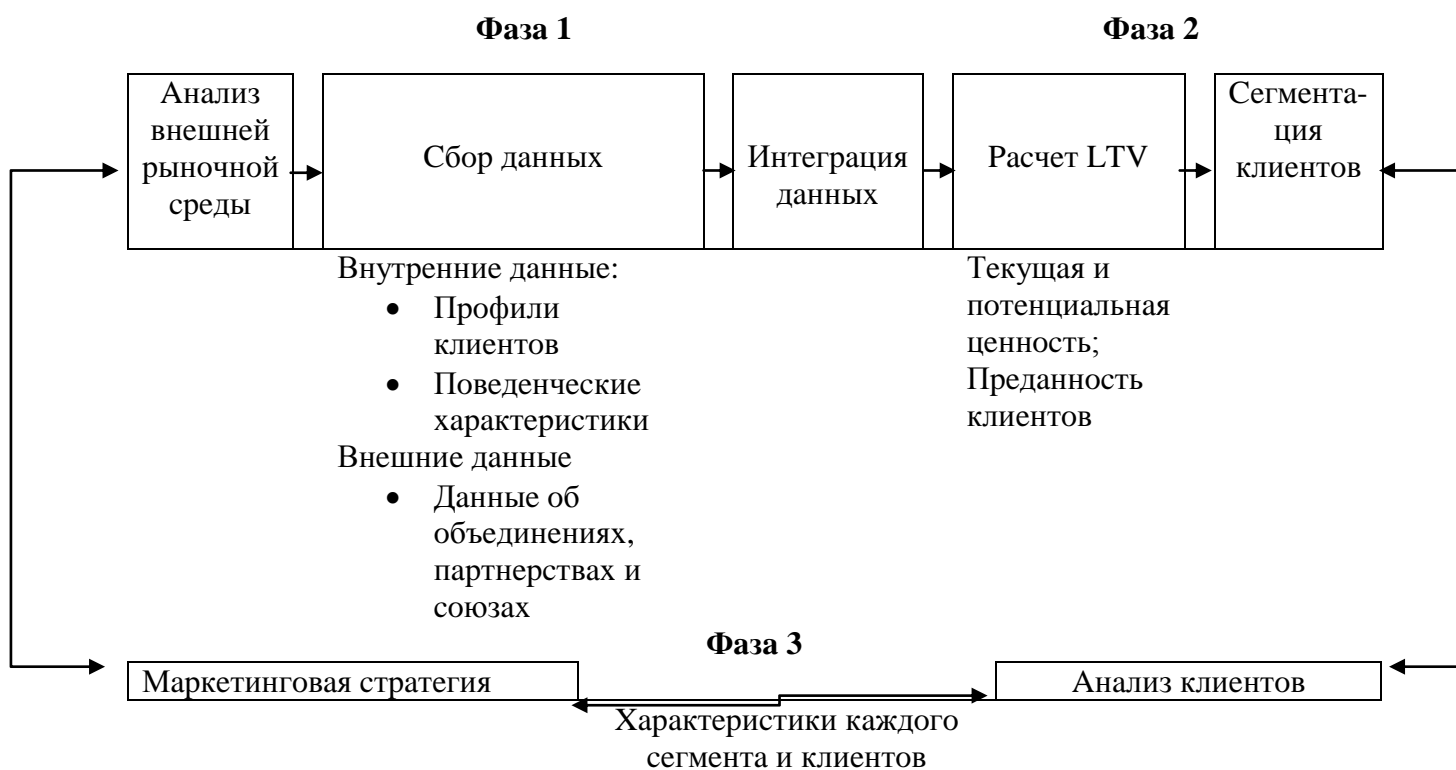 Фаза 1
Фаза 2
Анализ
внешней
рыночной
среды
Сбор данных
Интеграция
данных
Расчет LTV
Сегмента-
ция
клиентов
Внутренние данные:
• Профили
клиентов
• Поведенческие
характеристики
Внешние данные
• Данные об
объединениях,
партнерствах и
союзах
Текущая и
потенциальная
ценность;
Преданность
клиентов
Фаза 3
Маркетинговая стратегия
Анализ клиентов
Характеристики каждого
сегмента и клиентов